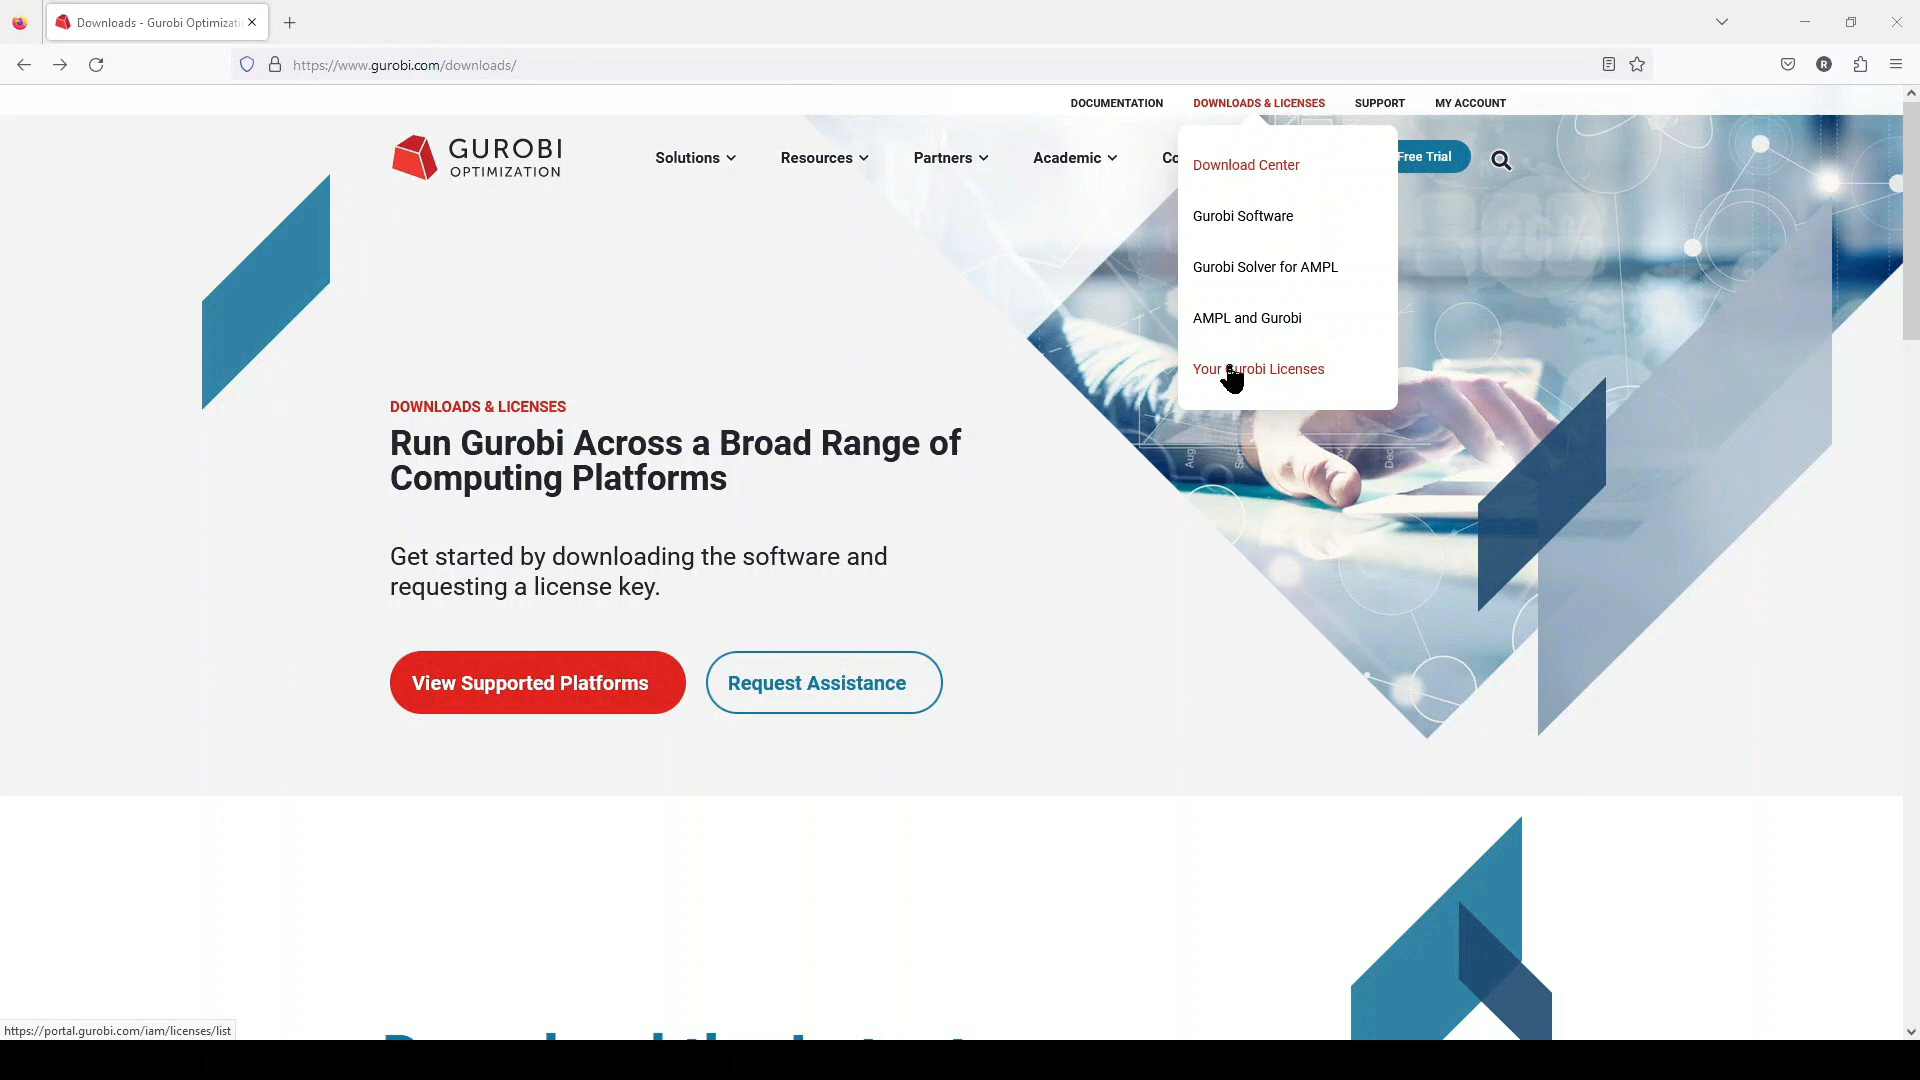 Downloads - Gurobi Optimizati
https://www.gurobi.com/downloads/
R
DOCUMENTATION
DOWNLOADS & LICENSES
SUPPORT
MY ACCOUNT
GUROBI
OPTIMIZATION
Solutions
Resources
Partners
Academic
Co
Free Trial
Download Center
Gurobi Software
Gurobi Solver for AMPL
AMPL and Gurobi
Your Gurobi Licenses
20%
Aug
Dec
DOWNLOADS & LICENSES
Run Gurobi Across a Broad Range of
Computing Platforms
Get started by downloading the software and
requesting a license key.
View Supported Platforms
Request Assistance
https://portal.gurobi.com/iam/licenses/list